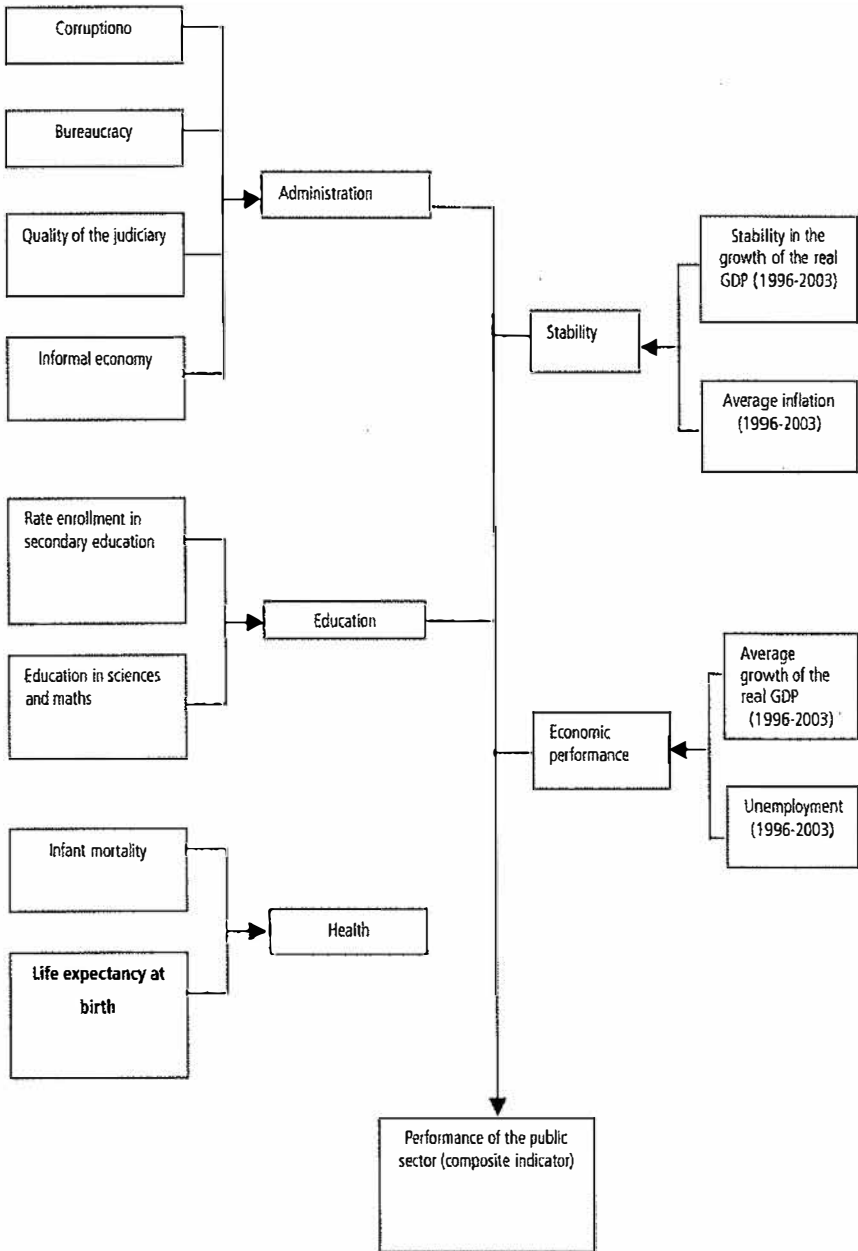 Corruptiono
Bureaucracy
Administration
Quality of the judiciary
Informal economy
Stability in the
growth of the real
GDP (1996-2003)
Stability
Average inflation
(1996-2003)
Rate enrollment in
secondary education
Education
Education in sciences
and maths
Average
growth of the
real GDP
(1996-2003)
Economic
performance
Unemployment
(1996-2003)
Infant mortality
Health
Life expectancy at
birth
Performance of the public
sector (composite indicator)